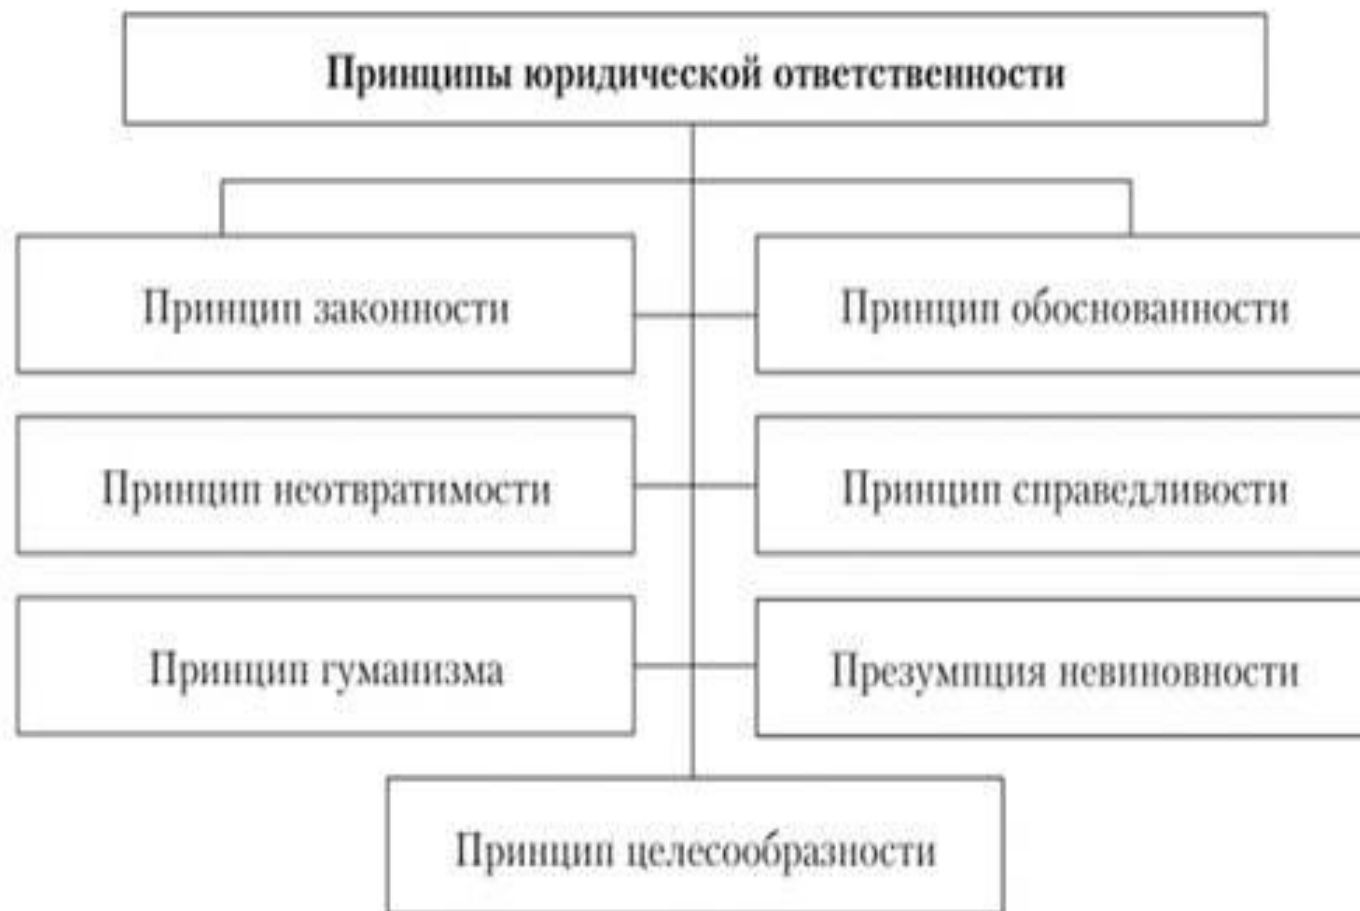 Принципы юридической ответственности
Принцип законности
Принцип обоснованности
Принцип неотвратимости
Принцип справедливости
Принцип гуманизма
Презумпция невиновности
Принцип целесообразности